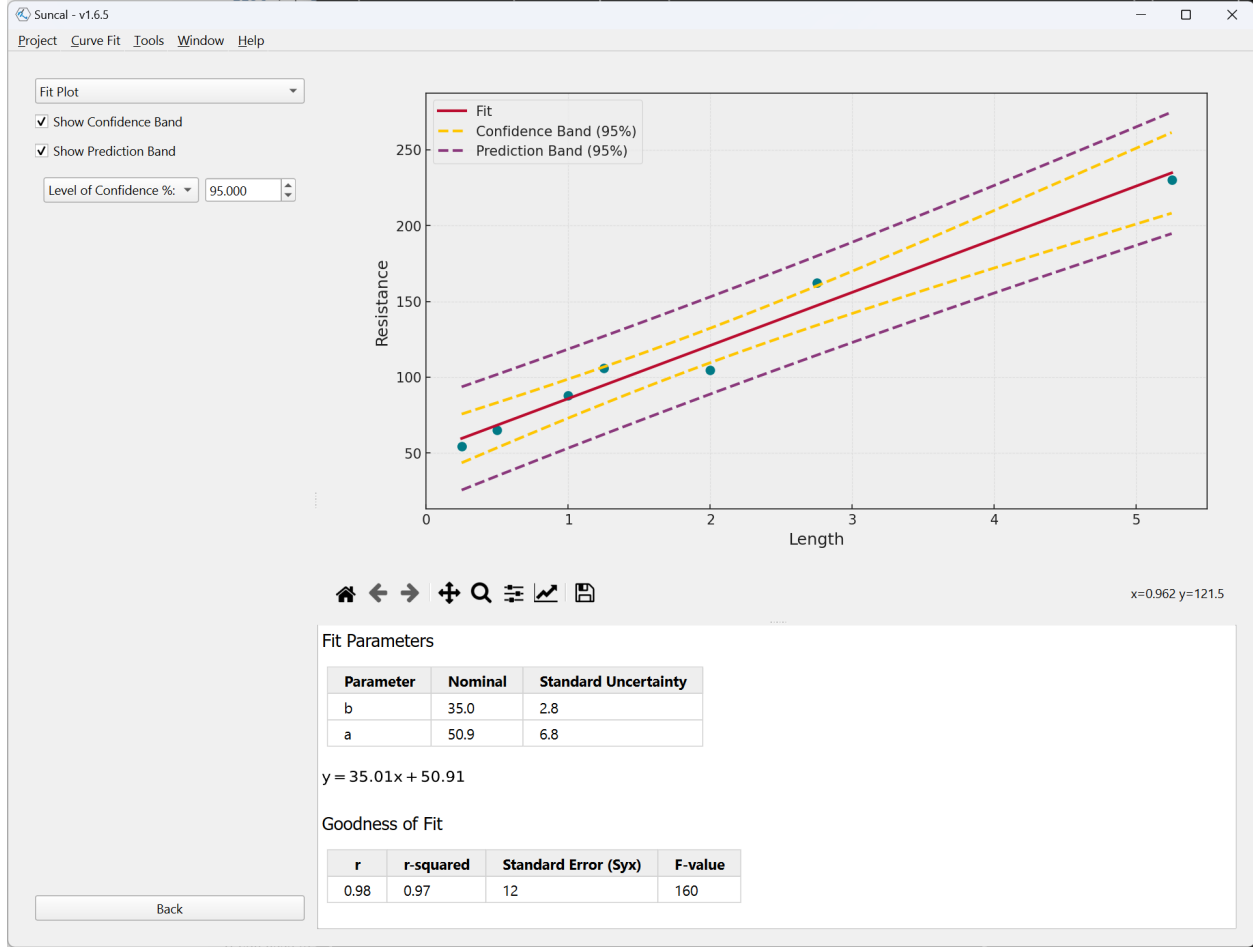 Suncal - v1.6.5
Project Curve Fit Tools Window Help
Fit Plot
Show Confidence Band
Show Prediction Band
Level of Confidence %: 95.000
Fit
Confidence Band (95%)
Prediction Band (95%)
250
200
150
100
50
Resistance
0 1 2 3 4 5
Length
x=0.962 y=121.5
Fit Parameters
Parameter Nominal Standard Uncertainty
b 35.0 2.8
a 50.9 6.8
y = 35.01x + 50.91
Goodness of Fit
r r-squared Standard Error (Syx) F-value
0.98 0.97 12 160
Back